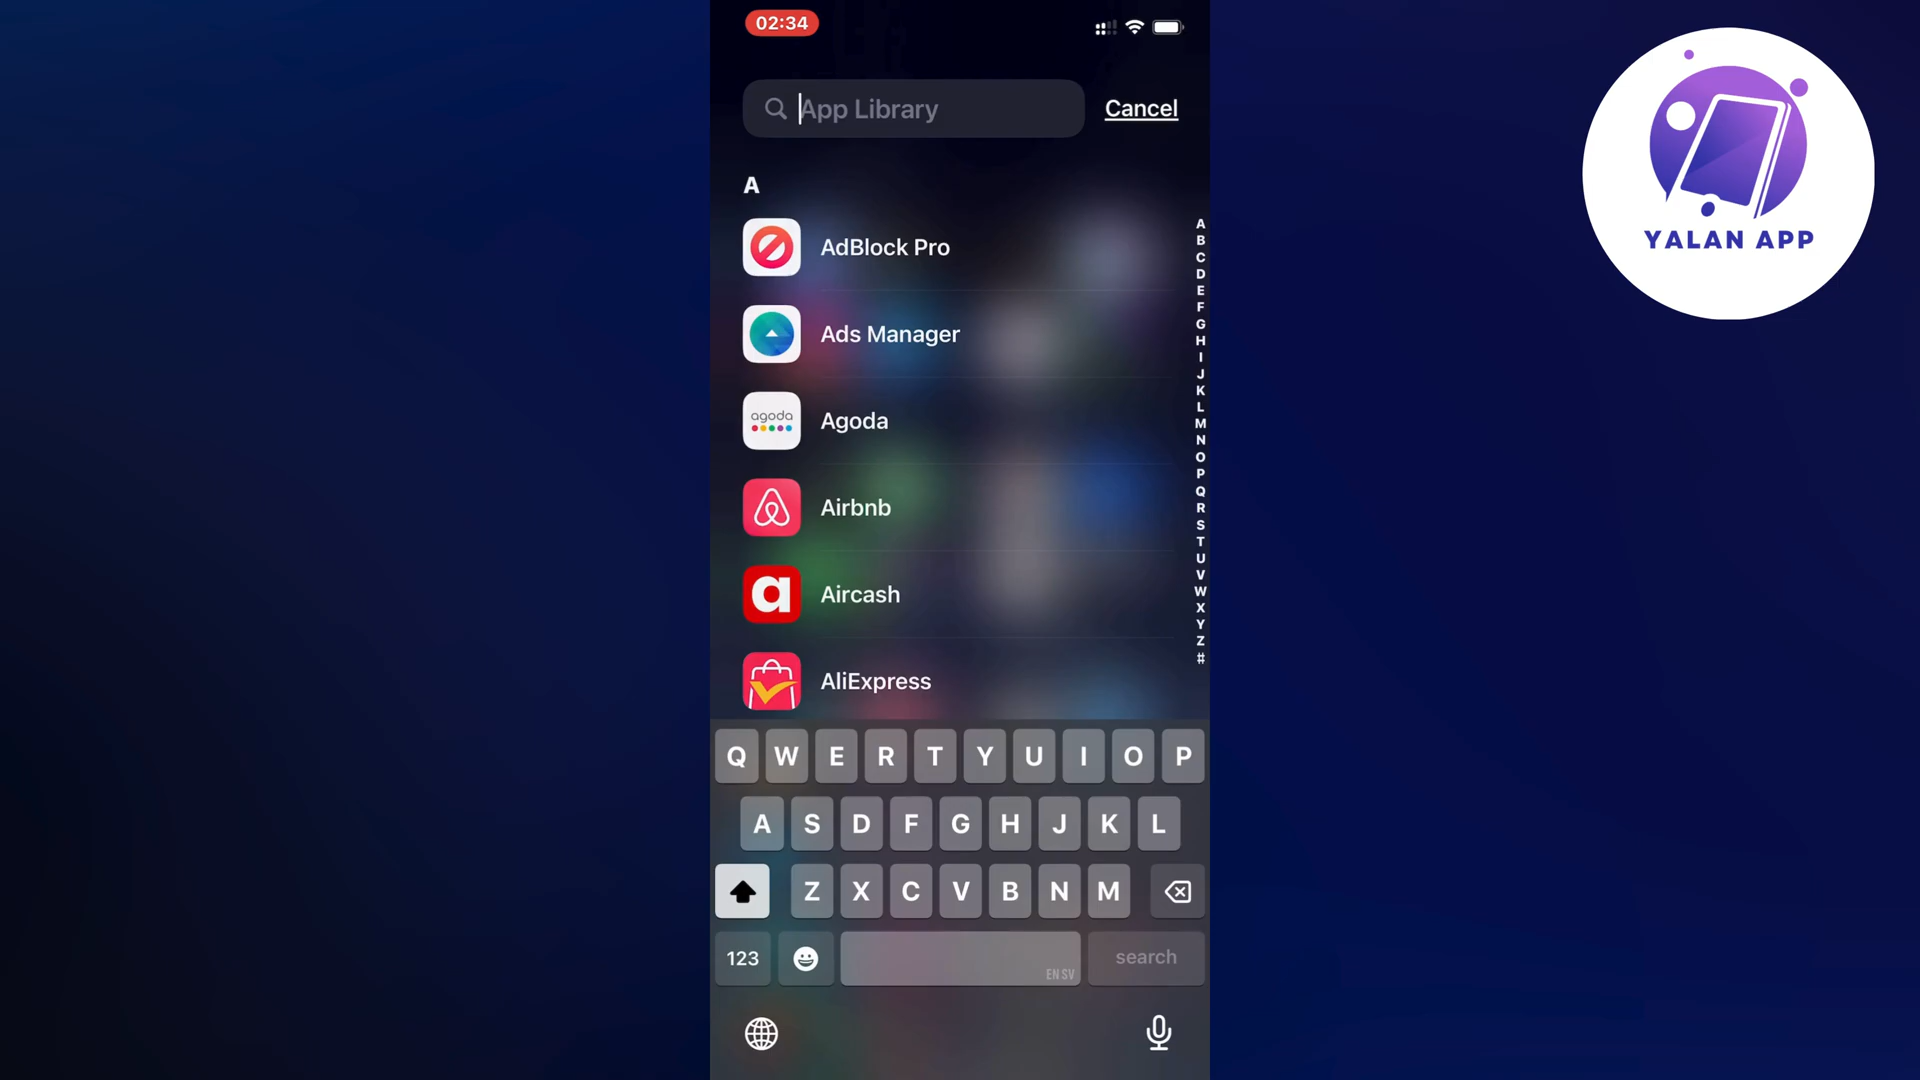 02:34
App Library
Cancel
A
AdBlock Pro
Ads Manager
agoda
Agoda
Airbnb
a
Aircash
AliExpress
A
B
C
D
E
F
G
H
I
J
K
L
M
N
O
P
Q
R
S
T
U
V
W
X
Y
Z
#
Q W E R T Y U I O P
A S D F G H J K L
Z X C V B N M
123
EN SV
search
YALAN APP